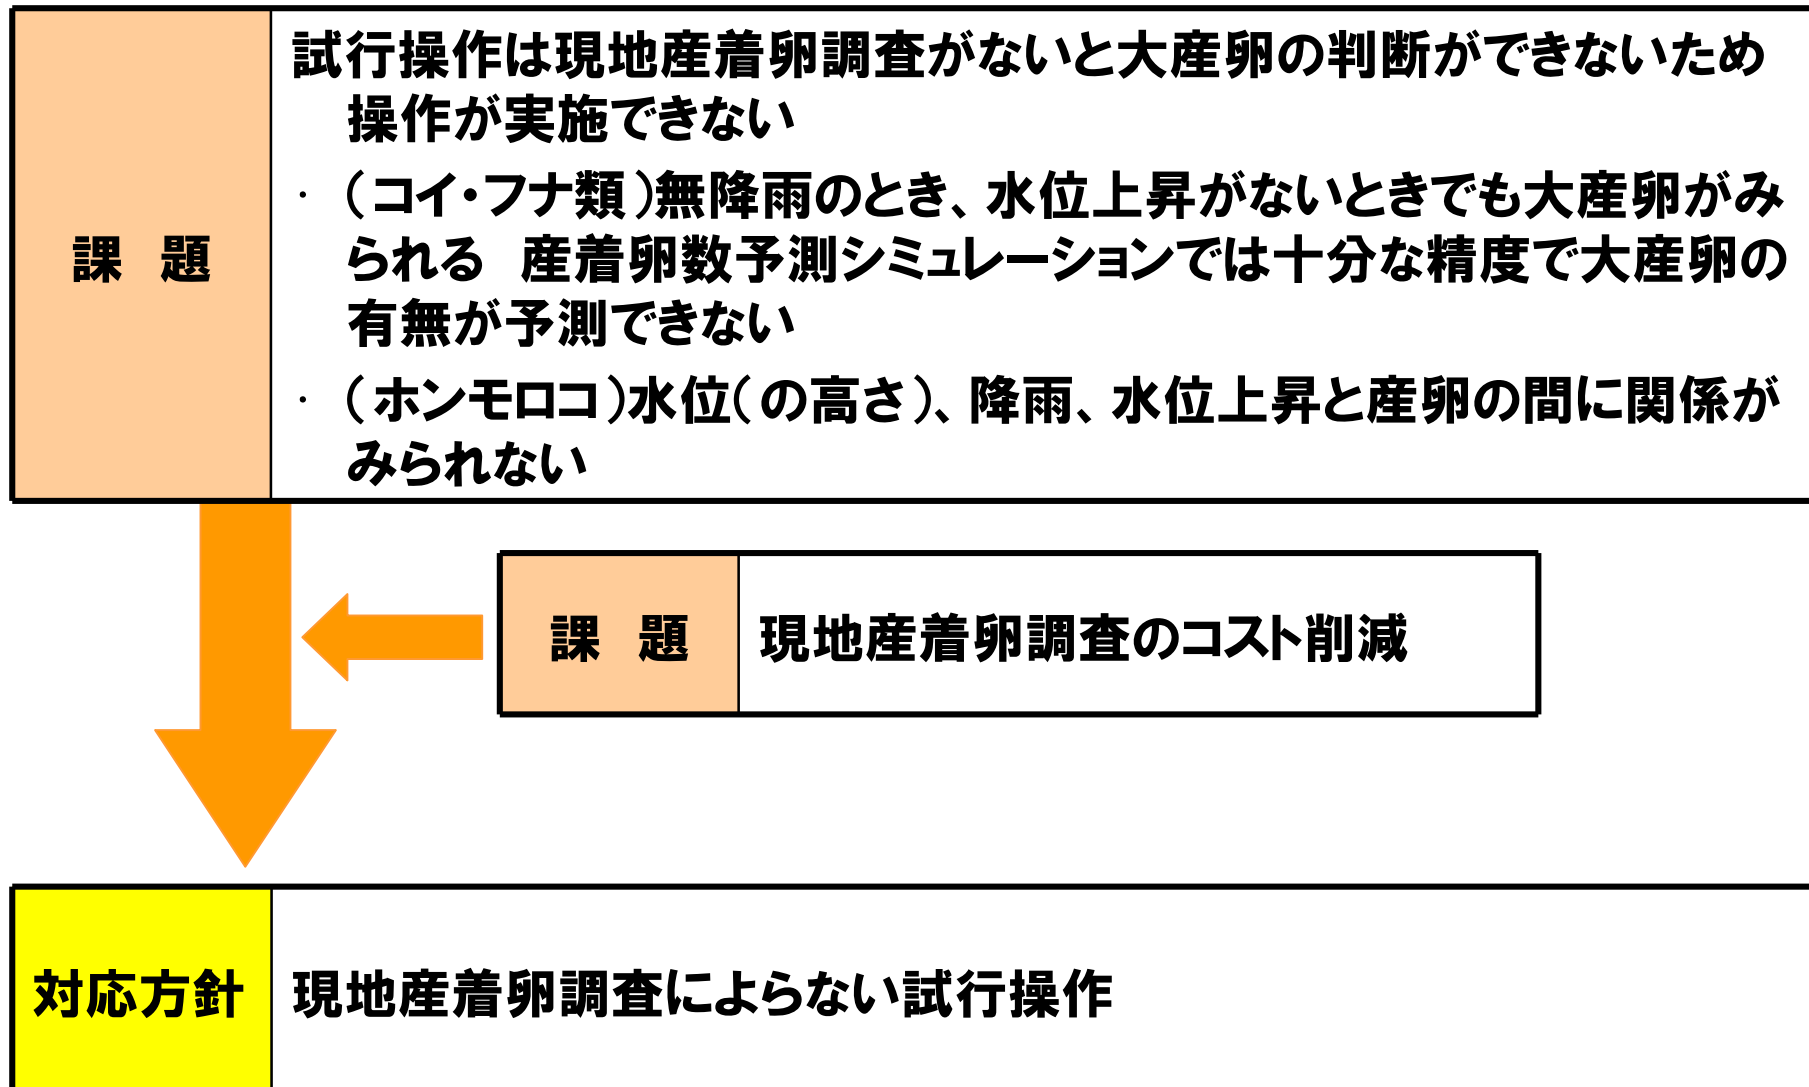 課 題
試行操作は現地産着卵調査がないと大産卵の判断ができないため
操作が実施できない
・（コイ・フナ類）無降雨のとき、水位上昇がないときでも大産卵がみ
られる 産着卵数予測シミュレーションでは十分な精度で大産卵の
有無が予測できない
・（ホンモロコ）水位（の高さ）、降雨、水位上昇と産卵の間に関係が
みられない
課 題
現地産着卵調査のコスト削減
対応方針
現地産着卵調査によらない試行操作